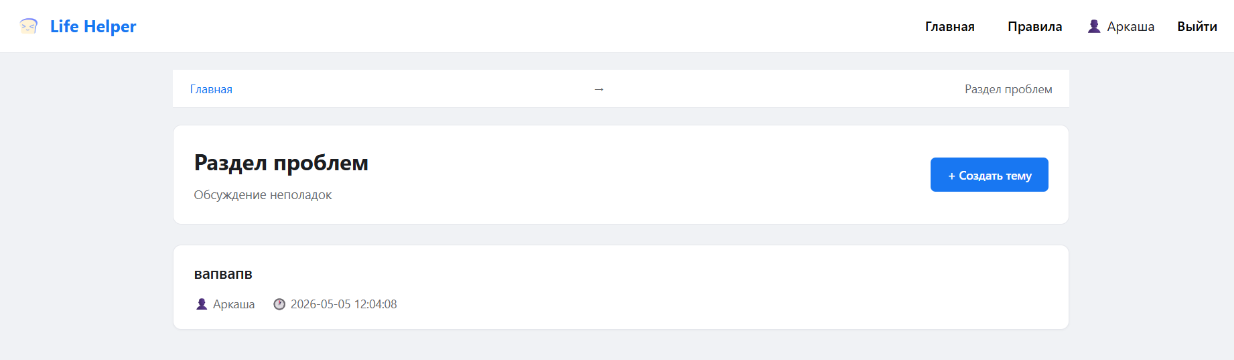 Life Helper Главная Правила Аркаша Выйти
Главная → Раздел проблем
Раздел проблем
Обсуждение неполадок
+ Создать тему
вапвапв
Аркаша 2026-05-05 12:04:08